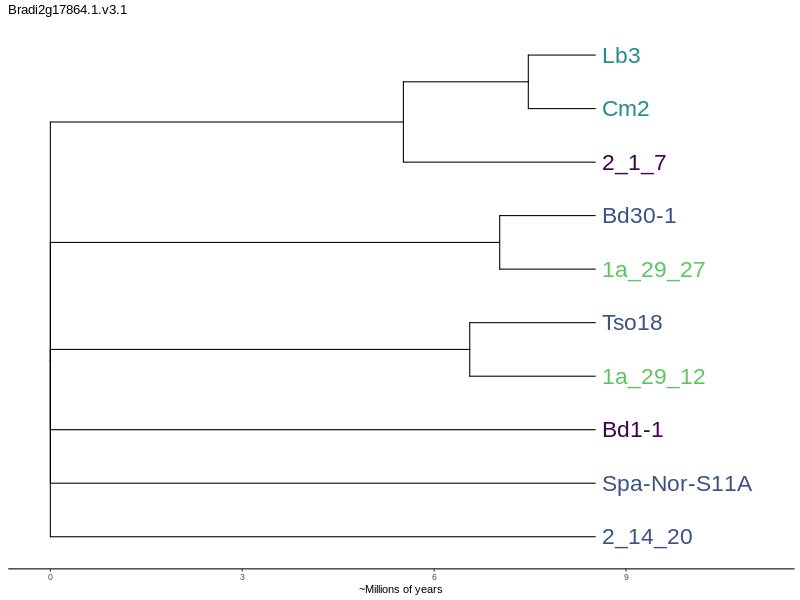 Bradi2g17864.1.v3.1
Lb3
Cm2
2_1_7
Bd30-1
1a_29_27
Tso18
1a_29_12
Bd1-1
Spa-Nor-S11A
2_14_20
0 3 6 9
~Millions of years